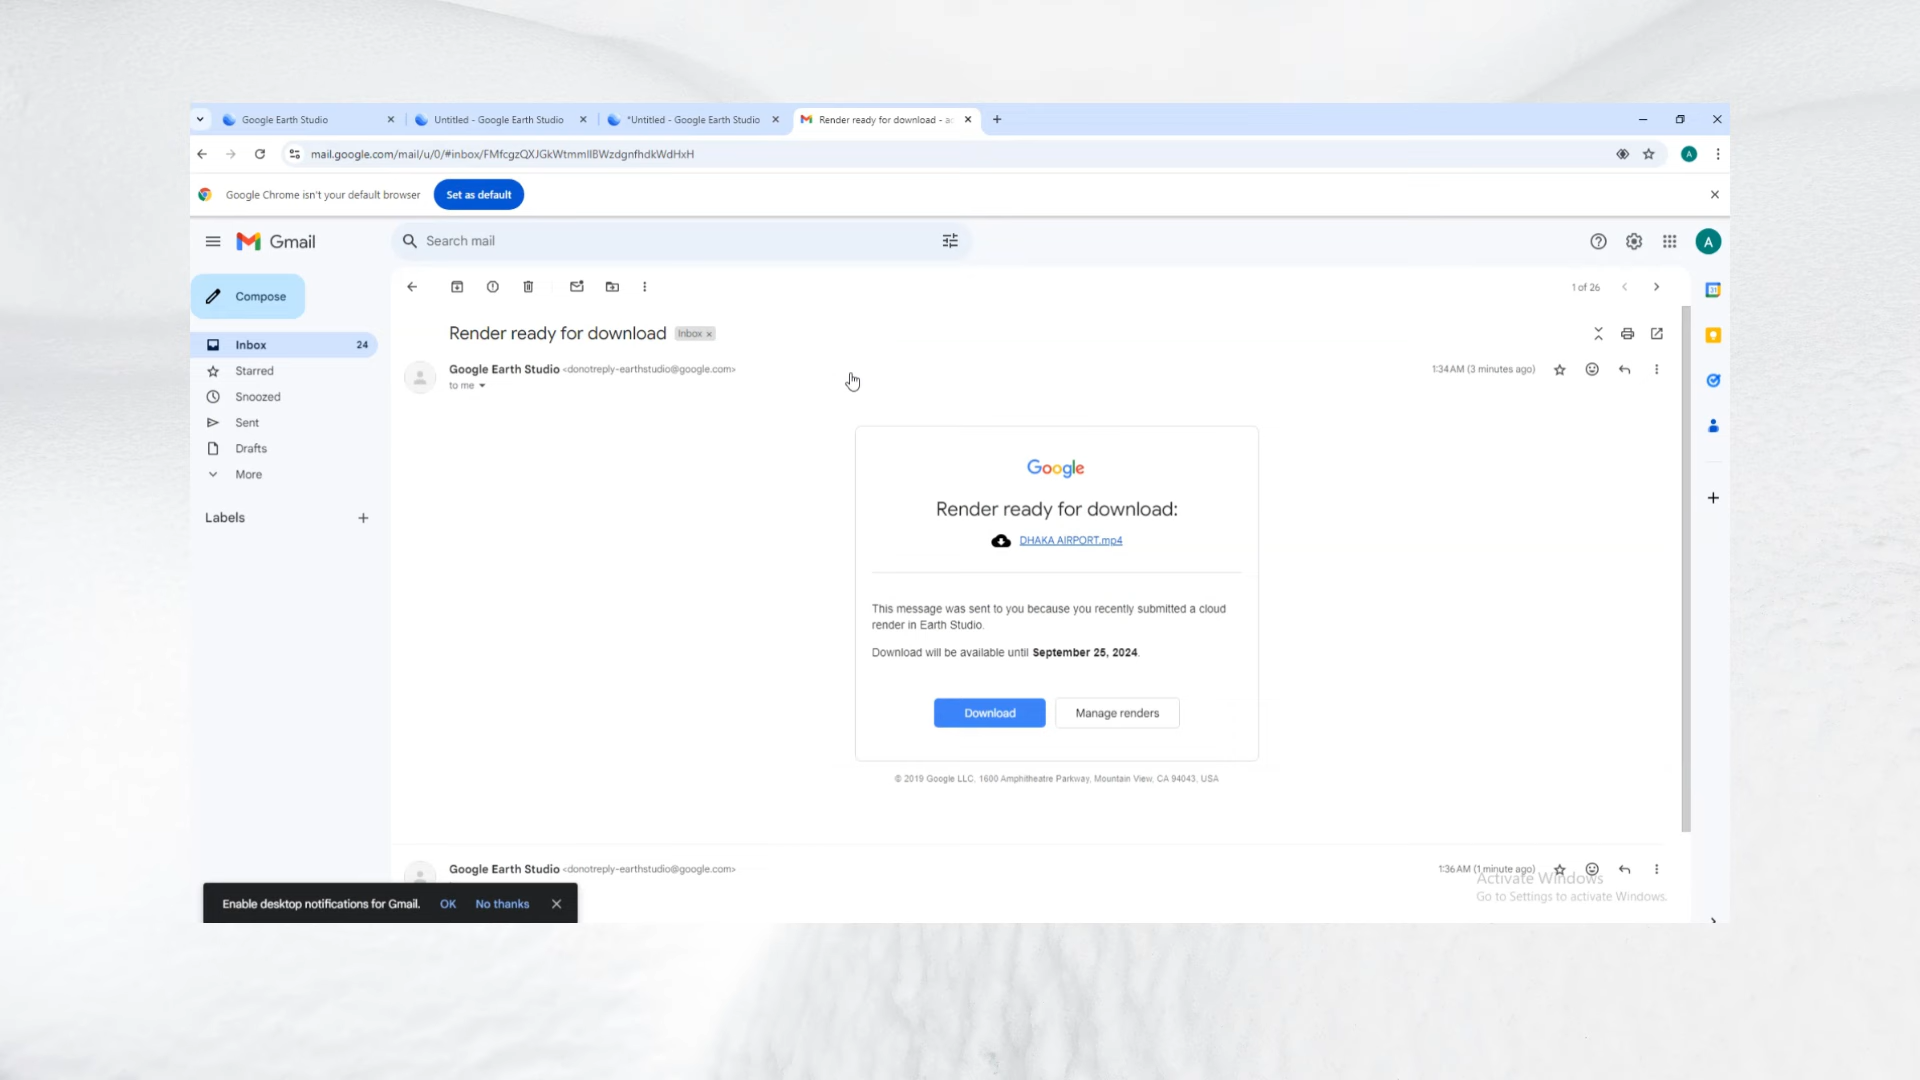 Google Earth Studio
Untitled - Google Earth Studio
*Untitled - Google Earth Studio
Render ready for download - ac
mail.google.com/mail/u/0/#inbox/FMfcgzQXJGkWtmmllBWzdgnfhdkWdHxH
A
Google Chrome isn't your default browser
Set as default
Gmail
Search mail
A
Compose
1 of 26
31
Render ready for download
Inbox x
Inbox
24
Google Earth Studio <donotreply-earthstudio@google.com>
1:34 AM (3 minutes ago)
to me
Starred
Snoozed
Sent
Drafts
More
Labels
Google
Render ready for download:
DHAKA AIRPORT.mp4
This message was sent to you because you recently submitted a cloud
render in Earth Studio.
Download will be available until September 25, 2024.
Download
Manage renders
© 2019 Google LLC. 1600 Amphitheatre Parkway, Mountain View, CA 94043, USA
Google Earth Studio <donotreply-earthstudio@google.com>
1:36 AM (1 minute ago)
Activate Windows
Go to Settings to activate Windows.
Enable desktop notifications for Gmail.
OK
No thanks